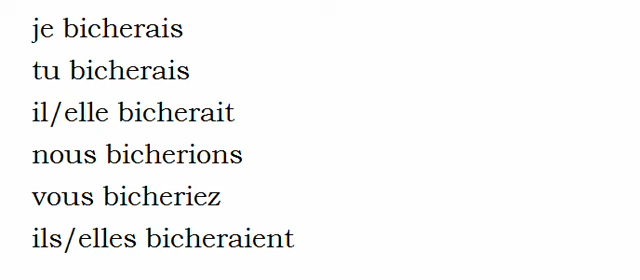 je bicherais
tu bicherais
il/elle bicherait
nous bicherions
vous bicheriez
ils/elles bicheraient